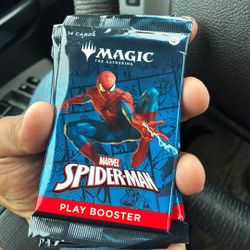 14 CARDS
MAGIC
THE GATHERING
MARVEL
SPIDER-MAN
PLAY BOOSTER